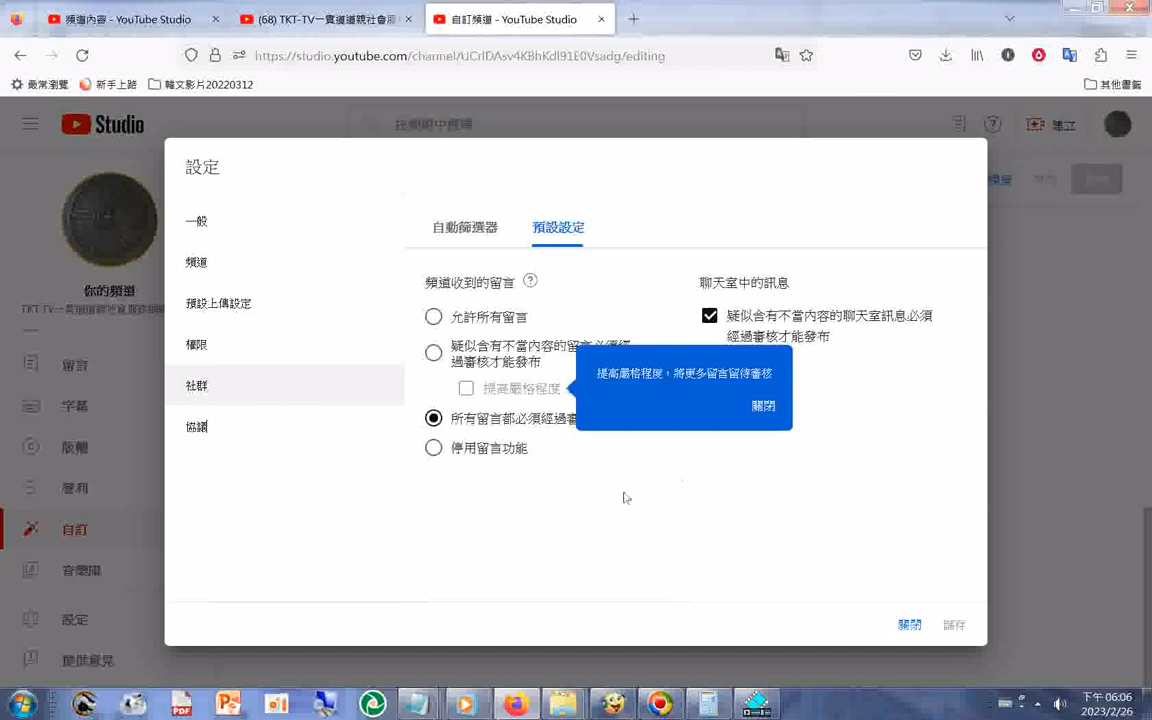 頻道內容 - YouTube Studio
(68) TKT-TV一貫道道親社會服
自訂頻道 - YouTube Studio
https://studio.youtube.com/channel/UCrlDAsv4KBhKdl91E0Vsadg/editing
最常瀏覽
新手上路
韓文影片20220312
其他書籤
Studio
在頻道中搜尋
建立
設定
你的頻道
一般
頻道
預設上傳設定
權限
社群
協議
自動篩選器
預設設定
頻道收到的留言
允許所有留言
疑似含有不當內容的留言必須經
過審核才能發布
提高嚴格程度
所有留言都必須經過審
停用留言功能
聊天室中的訊息
疑似含有不當內容的聊天室訊息必須
經過審核才能發布
提高嚴格程度，將更多留言留待審核
關閉
關閉
儲存
留言
字幕
版權
營利
自訂
音樂庫
設定
提供意見
下午 06:06
2023/2/26